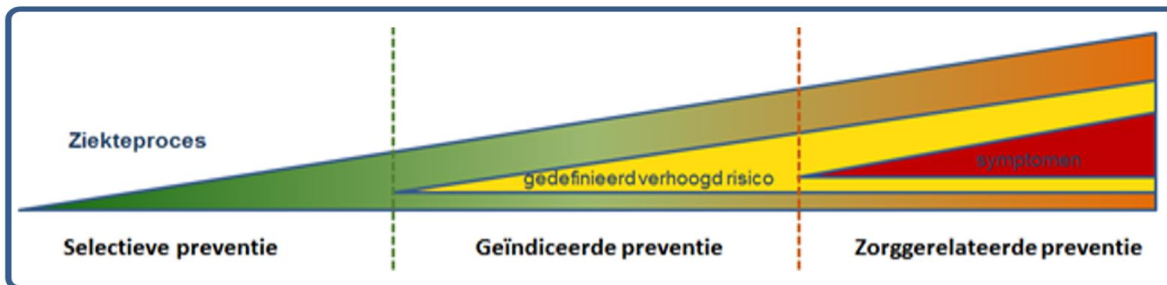 Ziekteproces
symptomen
gedefinieerd verhoogd risico
Selectieve preventie
Geïndiceerde preventie
Zorggerelateerde preventie